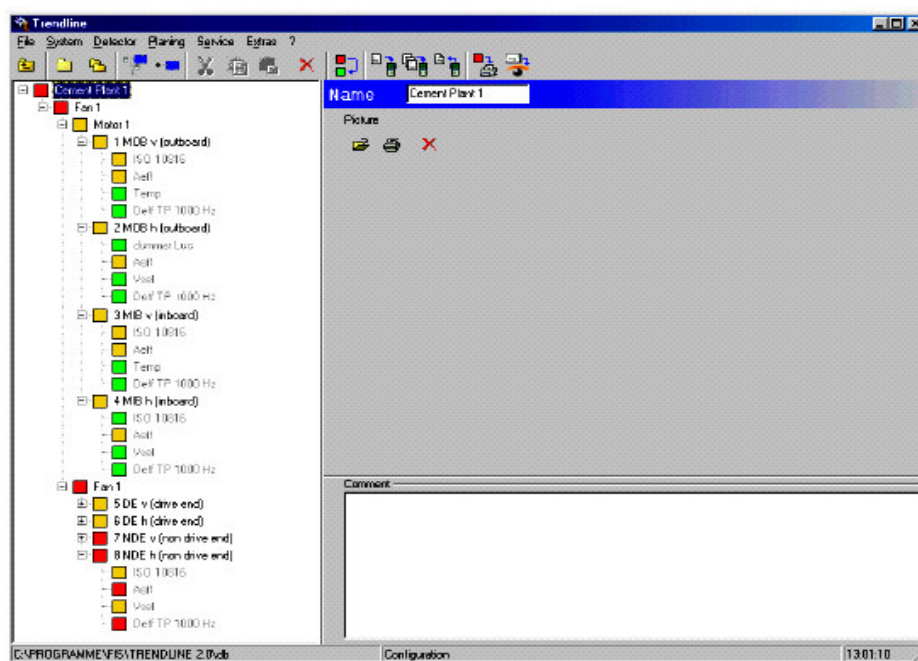 Trendline
File System Detector Planing Service Extras ?
Cement Plant 1
Fan 1
Motor 1
1 MOB v (outboard)
ISO 10816
Aeff
Temp
Deff TP 1000 Hz
2 MOB h (outboard)
Aeff
Vsel
Deff TP 1000 Hz
3 MIB v (inboard)
ISO 10816
Aeff
Temp
Deff TP 1000 Hz
4 MIB h (inboard)
ISO 10816
Aeff
Vsel
Deff TP 1000 Hz
Fan 1
5 DE v (drive end)
6 DE h (drive end)
7 NDE v (non drive end)
8 NDE h (non drive end)
ISO 10816
Aeff
Vsel
Deff TP 1000 Hz
Name Cement Plant 1
Picture
Comment
C:\PROGRAMME\FIS\TRENDLINE 2.0\db Configuration 13:01:10